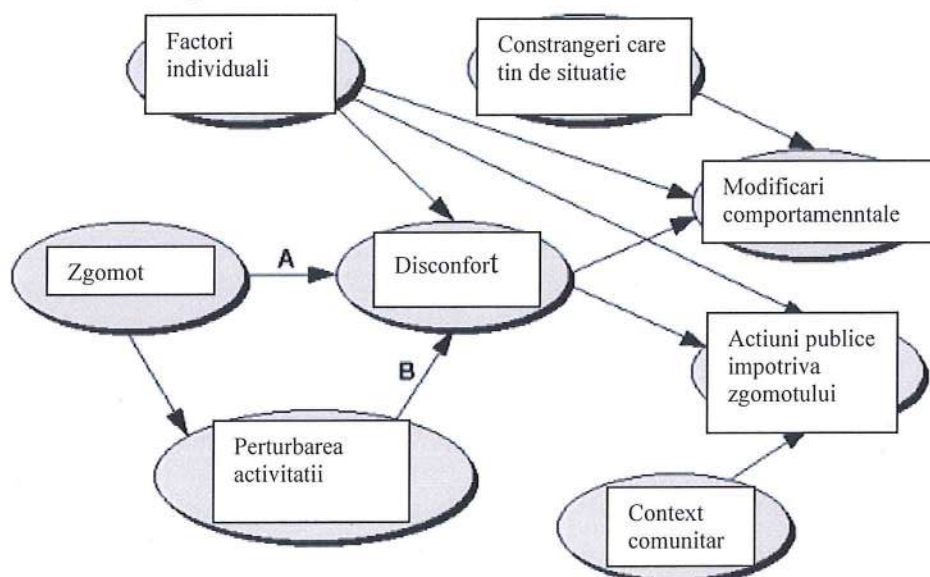 Factori
individuali
Constrangeri care
tin de situatie
Modificari
comportamenntale
Zgomot
A
Disconfort
Actiuni publice
impotriva
zgomotului
B
Perturbarea
activitatii
Context
comunitar